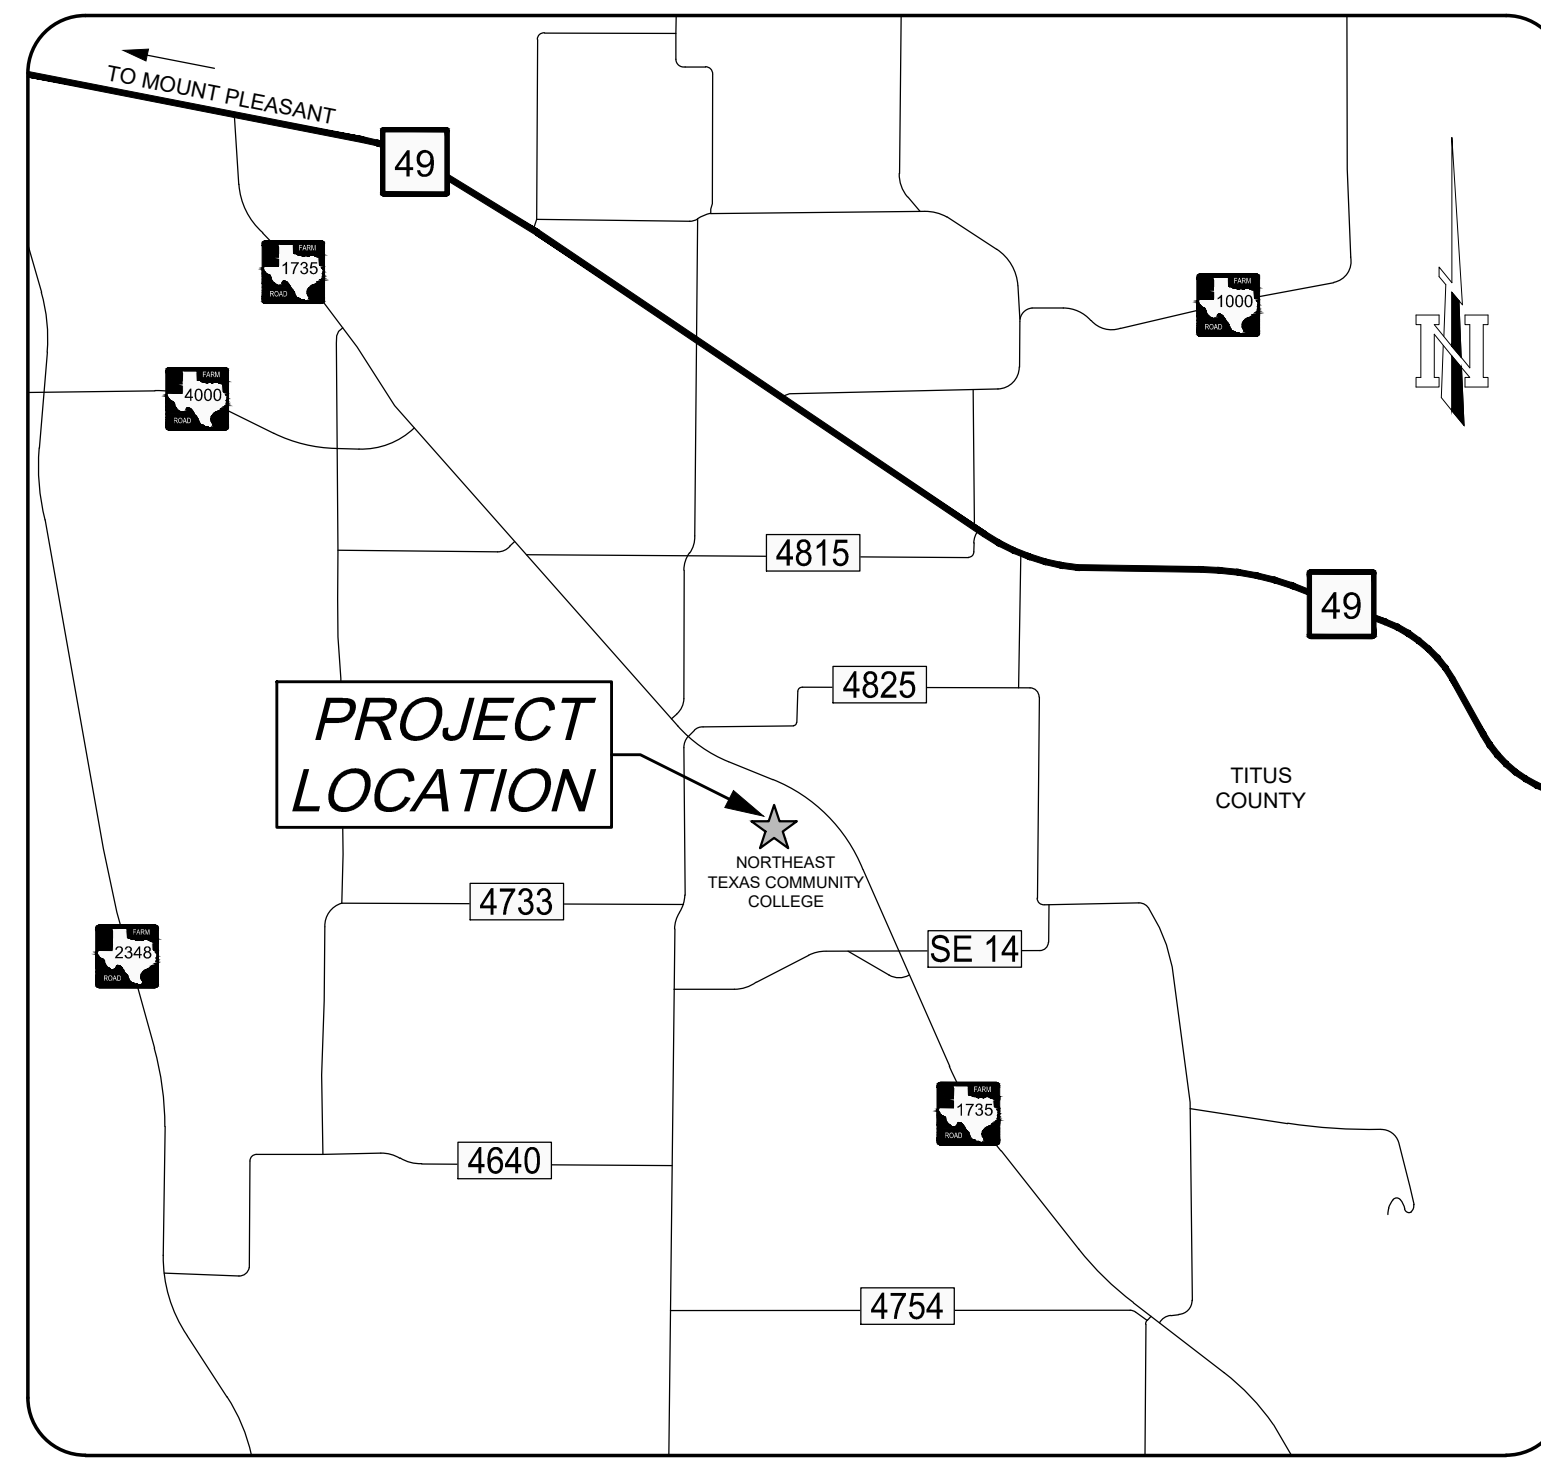 TO MOUNT PLEASANT
49
FARM
1735
ROAD
FARM
1000
ROAD
FARM
4000
ROAD
4815
49
4825
PROJECT
LOCATION
TITUS
COUNTY
NORTHEAST
TEXAS COMMUNITY
COLLEGE
4733
FARM
2348
ROAD
SE 14
FARM
1735
ROAD
4640
4754
N